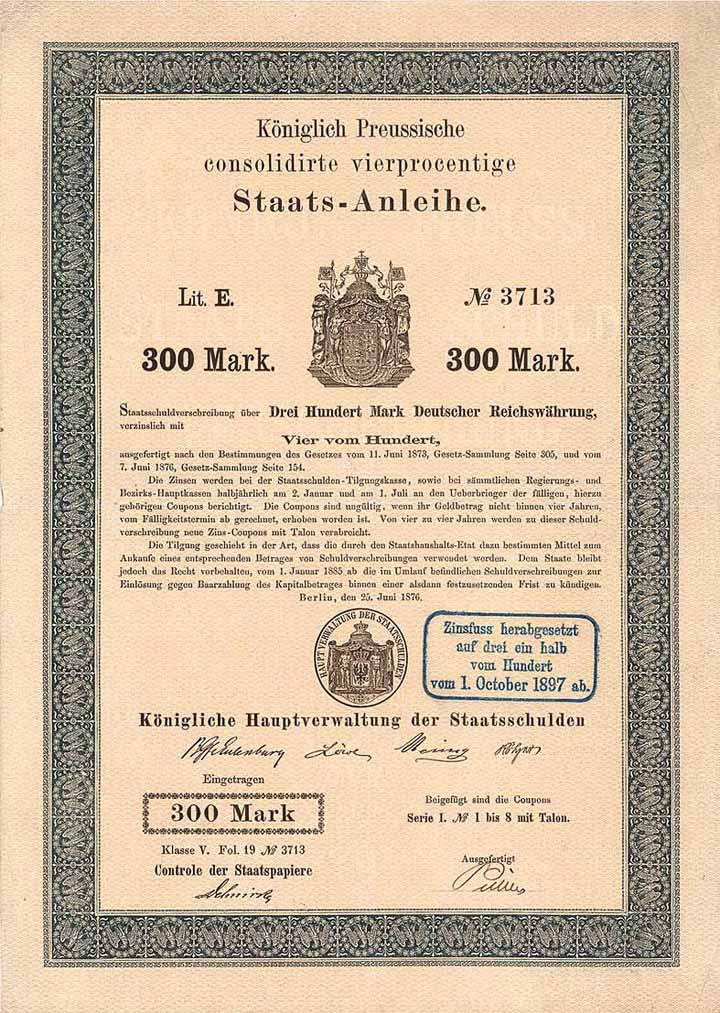 Königlich Preussische
consolidirte vierprocentige
Staats-Anleihe.
Lit. E.
№ 3713
300 Mark.
300 Mark.
Staatsschuldverschreibung über Drei Hundert Mark Deutscher Reichswährung,
verzinslich mit
Vier vom Hundert,
ausgefertigt nach den Bestimmungen des Gesetzes vom 11. Juni 1873, Gesetz-Sammlung Seite 305, und vom
7. Juni 1876, Gesetz-Sammlung Seite 154.
Die Zinsen werden bei der Staatsschulden-Tilgungskasse, sowie bei sämmtlichen Regierungs- und
Bezirks-Hauptkassen halbjährlich am 2. Januar und am 1. Juli an den Ueberbringer der fälligen, hierzu
gehörigen Coupons berichtigt. Die Coupons sind ungültig, wenn ihr Geldbetrag nicht binnen vier Jahren,
vom Fälligkeitstermin ab gerechnet, erhoben worden ist. Von vier zu vier Jahren werden zu dieser Schuld-
verschreibung neue Zins-Coupons mit Talon verabreicht.
Die Tilgung geschieht in der Art, dass die durch den Staatshaushalts-Etat dazu bestimmten Mittel zum
Ankaufe eines entsprechenden Betrages von Schuldverschreibungen verwendet werden. Dem Staate bleibt
jedoch das Recht vorbehalten, vom 1. Januar 1885 ab die im Umlauf befindlichen Schuldverschreibungen zur
Einlösung gegen Baarzahlung des Kapitalbetrages binnen einer alsdann festzusetzenden Frist zu kündigen.
Berlin, den 25. Juni 1876.
HAUPTVERWALTUNG DER STAATSSCHULDEN
Zinsfuss herabgesetzt
auf drei ein halb
vom Hundert
vom 1. October 1897 ab.
Königliche Hauptverwaltung der Staatsschulden
Eulenburg Löwe Hering Rötger
Eingetragen
300 Mark
Klasse V. Fol. 19 № 3713
Controle der Staatspapiere
Beigefügt sind die Coupons
Serie I. № 1 bis 8 mit Talon.
Ausgefertigt